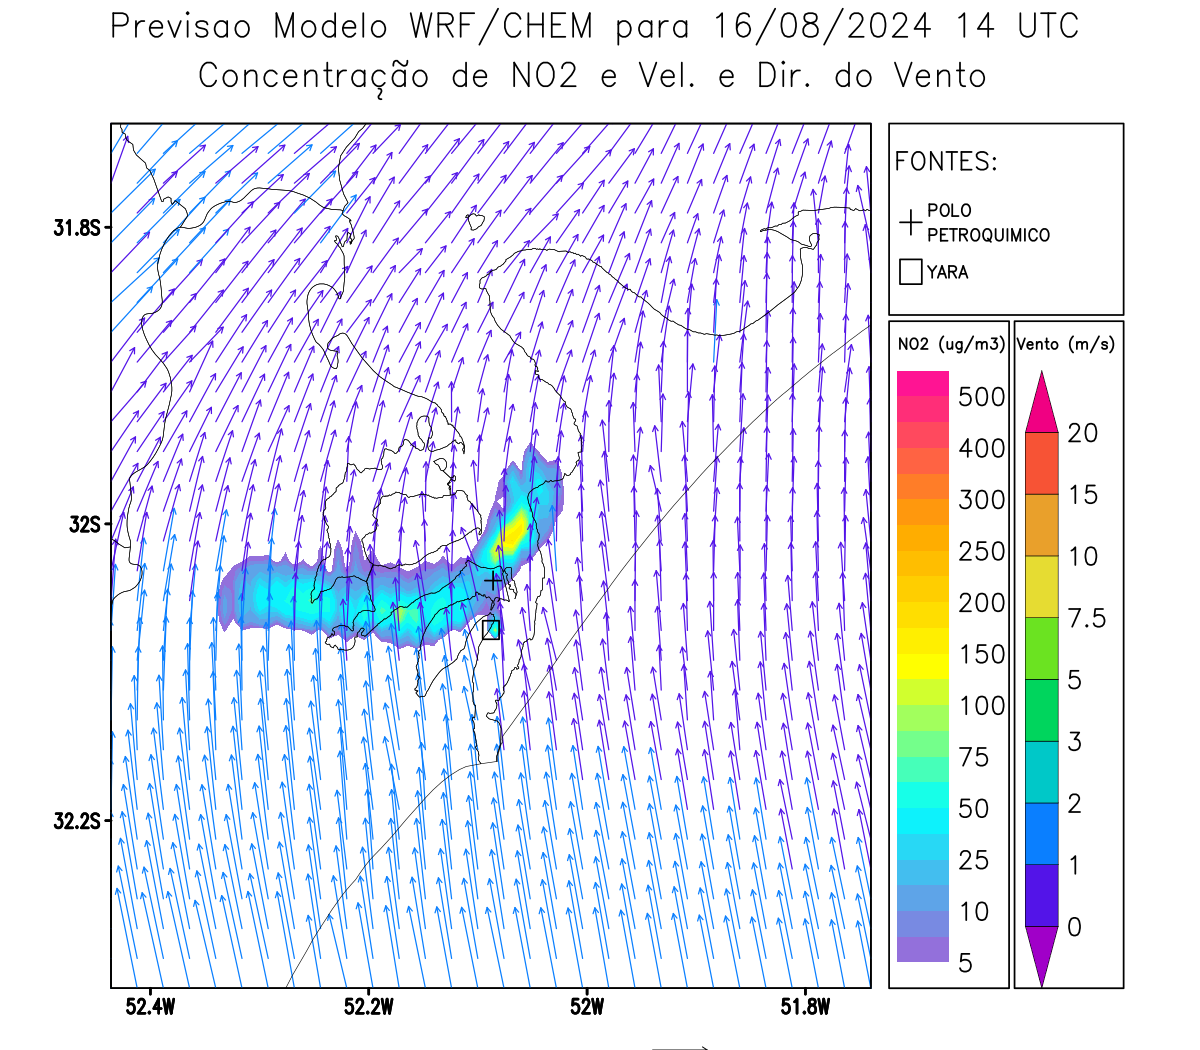 Previsao Modelo WRF/CHEM para 16/08/2024 14 UTC
Concentração de NO2 e Vel. e Dir. do Vento
FONTES:
POLO
PETROQUIMICO
YARA
NO2 (ug/m3)
500
400
300
250
200
150
100
75
50
25
10
5
Vento (m/s)
20
15
10
7.5
5
3
2
1
0
31.8S
32S
32.2S
52.4W
52.2W
52W
51.8W